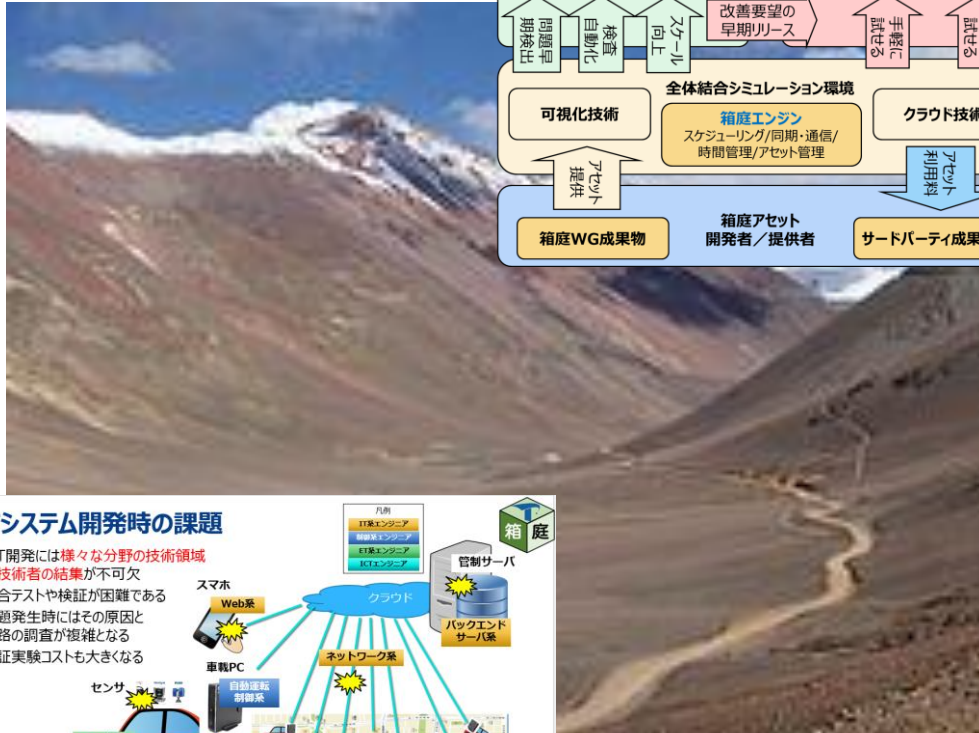 改善要望の
早期リリース
問題早
期検出
検査
自動化
スケール
向上
手軽に
試せる
試せる
全体結合シミュレーション環境
可視化技術
箱庭エンジン
スケジューリング/同期・通信/
時間管理/アセット管理
クラウド技術
アセット
提供
アセット
利用料
箱庭WG成果物
箱庭アセット
開発者/提供者
サードパーティ成果
システム開発時の課題
T開発には様々な分野の技術領域
技術者の結集が不可欠
合テストや検証が困難である
題発生時にはその原因と
路の調査が複雑となる
証実験コストも大きくなる
凡例
IT系エンジニア
制御系エンジニア
ET系エンジニア
ICTエンジニア
箱庭
管制サーバ
スマホ
Web系
クラウド
バックエンド
サーバ系
ネットワーク系
車載PC
自動運転
制御系
センサ